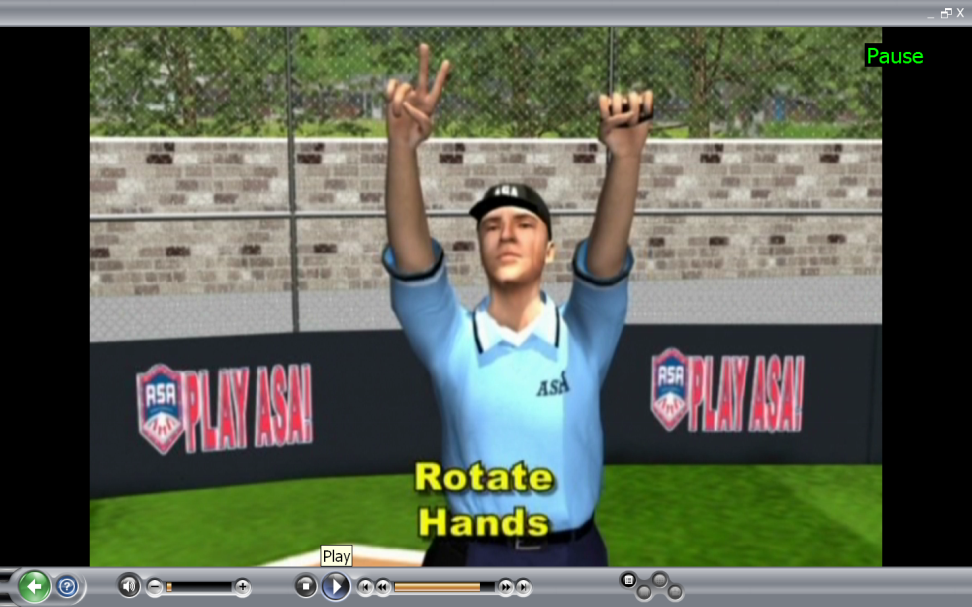 Pause
ASA
ASA PLAY ASA!
ASA
ASA PLAY ASA!
Rotate
Hands
Play